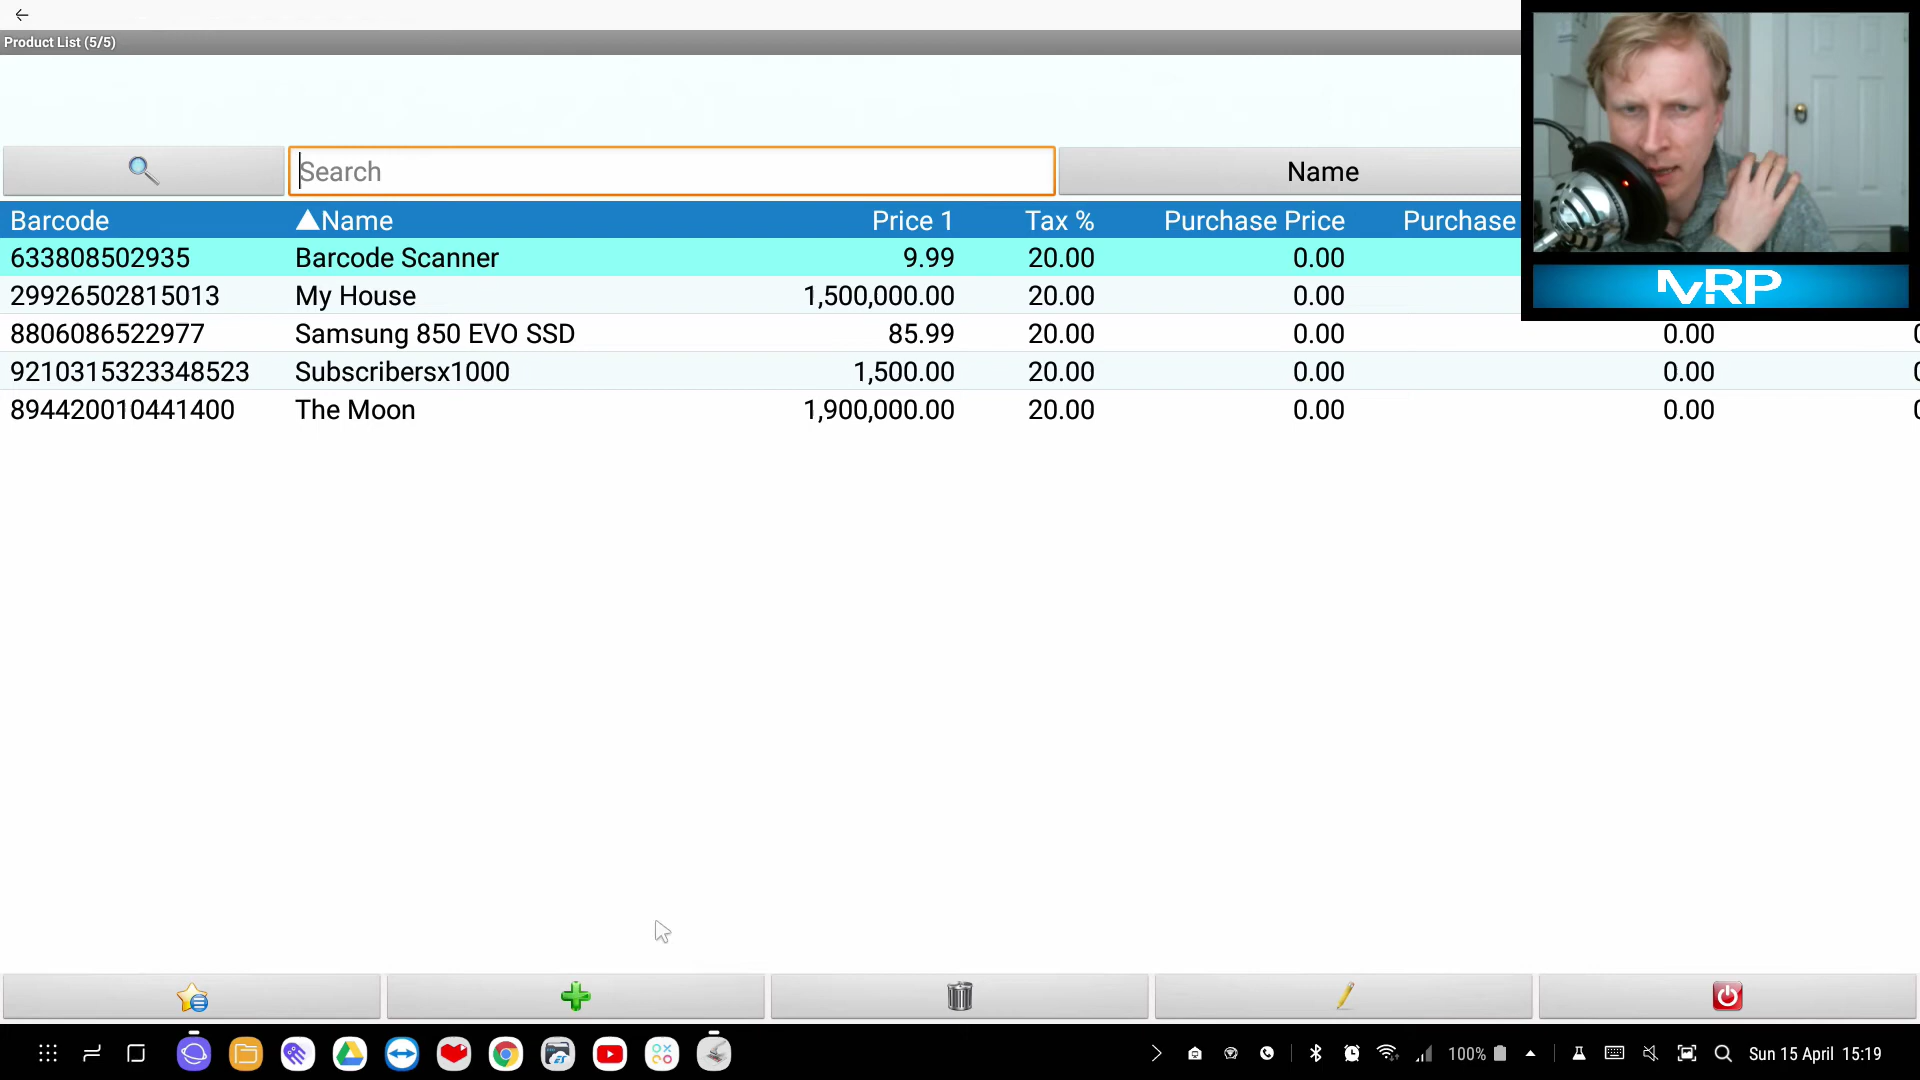 Product List (5/5)
Search Name
Barcode ▲Name Price 1 Tax % Purchase Price Purchase
633808502935 Barcode Scanner 9.99 20.00 0.00
29926502815013 My House 1,500,000.00 20.00 0.00
8806086522977 Samsung 850 EVO SSD 85.99 20.00 0.00 0.00
9210315323348523 Subscribersx1000 1,500.00 20.00 0.00 0.00
894420010441400 The Moon 1,900,000.00 20.00 0.00 0.00
MRP
100% Sun 15 April 15:19